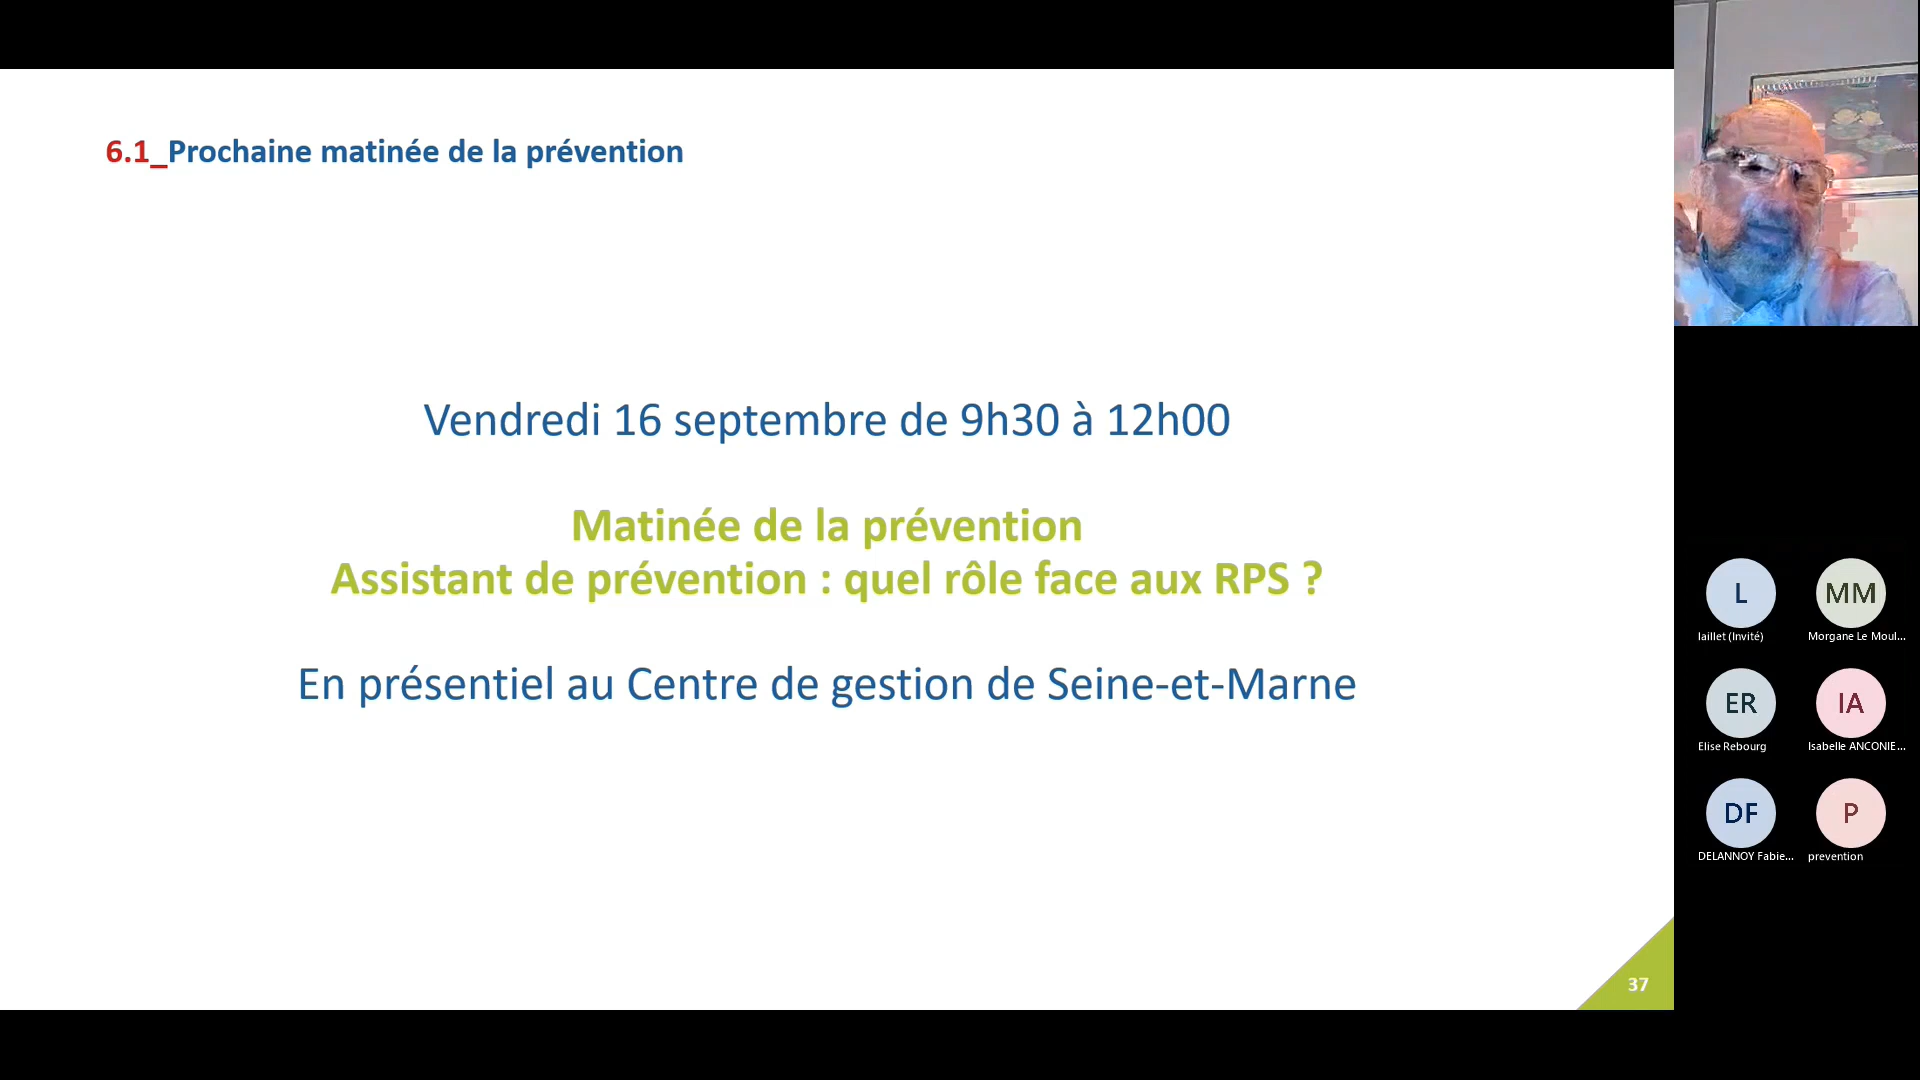 6.1_Prochaine matinée de la prévention
Vendredi 16 septembre de 9h30 à 12h00
Matinée de la prévention
Assistant de prévention : quel rôle face aux RPS ?
En présentiel au Centre de gestion de Seine-et-Marne
37
L
laillet (Invité)
MM
Morgane Le Moul...
ER
Elise Rebourg
IA
Isabelle ANCONIE...
DF
DELANNOY Fabie...
P
prevention